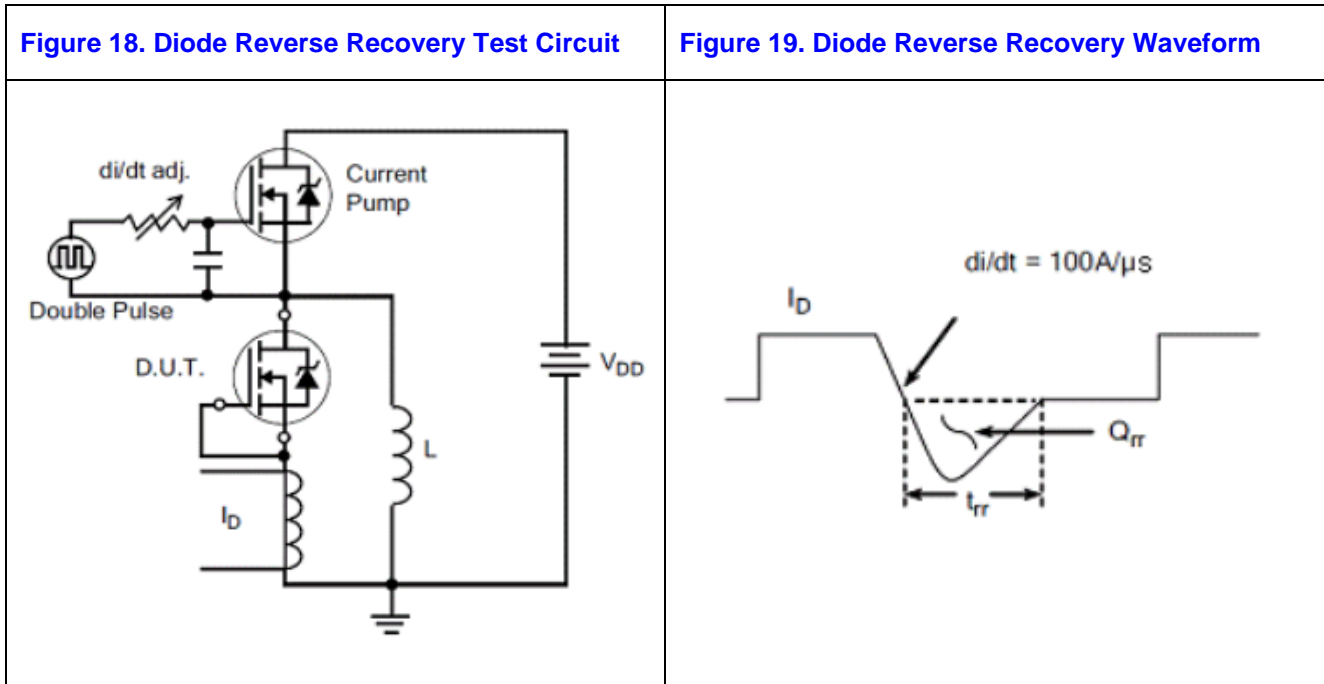 Figure 18. Diode Reverse Recovery Test Circuit
Figure 19. Diode Reverse Recovery Waveform
di/dt adj.
Current
Pump
Double Pulse
D.U.T.
VDD
L
ID
di/dt = 100A/µs
ID
Qrr
trr